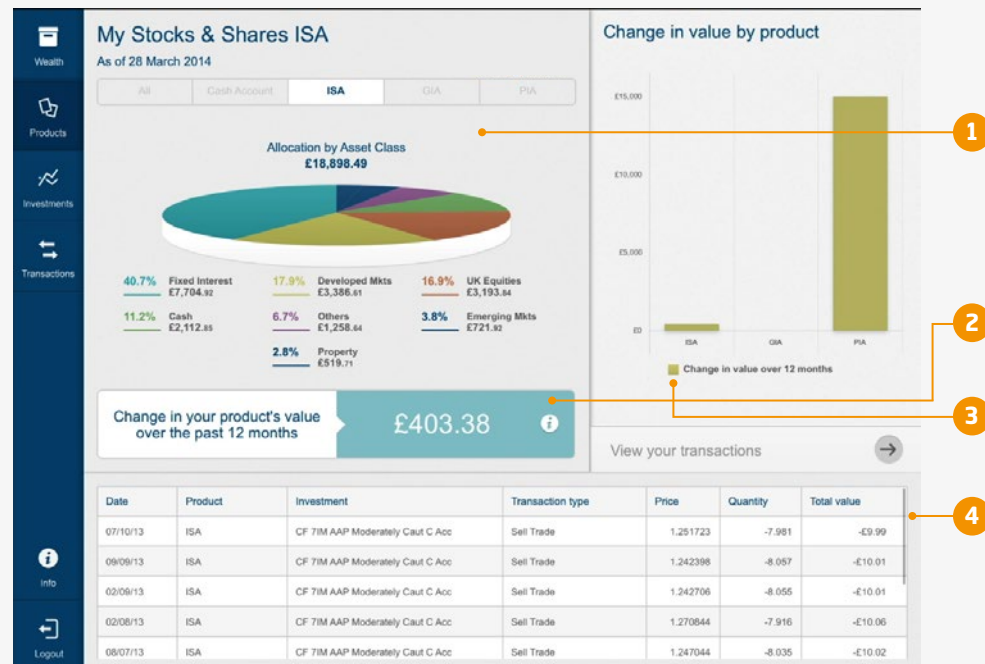 Wealth
Products
Investments
Transactions
Info
Logout
My Stocks & Shares ISA
As of 28 March 2014
All Cash Account ISA GIA PIA
Allocation by Asset Class
£18,898.49
40.7% Fixed Interest £7,704.92
17.9% Developed Mkts £3,386.61
16.9% UK Equities £3,193.84
11.2% Cash £2,112.85
6.7% Others £1,258.64
3.8% Emerging Mkts £721.92
2.8% Property £519.71
Change in your product's value
over the past 12 months
£403.38
Change in value by product
£15,000
£10,000
£5,000
£0
ISA GIA PIA
Change in value over 12 months
View your transactions
1
2
3
4
Date Product Investment Transaction type Price Quantity Total value
07/10/13 ISA CF 7IM AAP Moderately Caut C Acc Sell Trade 1.251723 -7.981 -£9.99
09/09/13 ISA CF 7IM AAP Moderately Caut C Acc Sell Trade 1.242398 -8.057 -£10.01
02/09/13 ISA CF 7IM AAP Moderately Caut C Acc Sell Trade 1.242706 -8.055 -£10.01
02/08/13 ISA CF 7IM AAP Moderately Caut C Acc Sell Trade 1.270844 -7.916 -£10.06
08/07/13 ISA CF 7IM AAP Moderately Caut C Acc Sell Trade 1.247044 -8.035 -£10.02